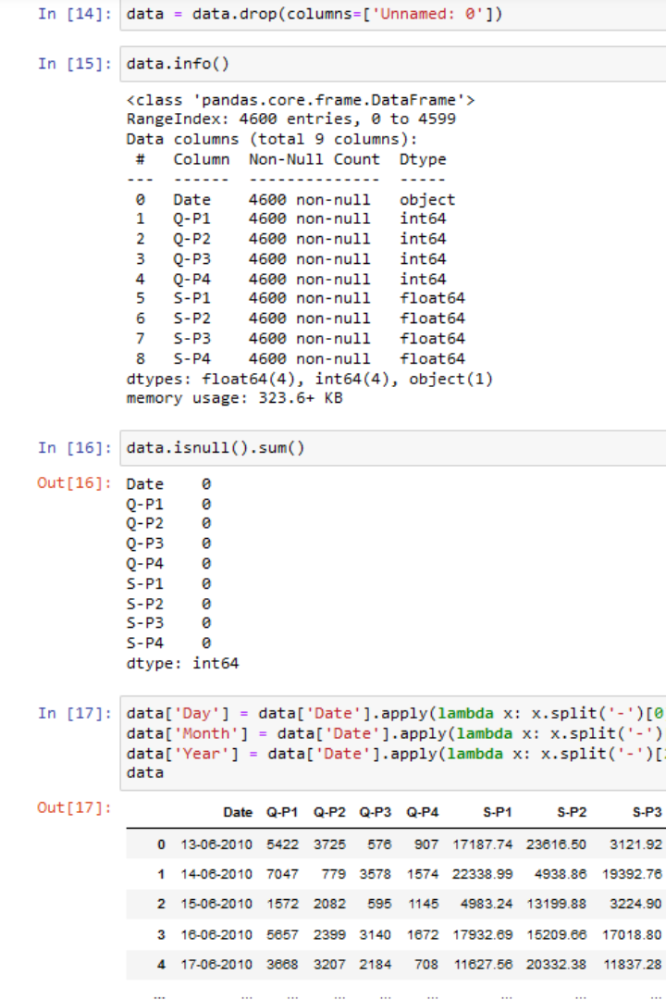 In [14]: data = data.drop(columns=['Unnamed: 0'])
In [15]: data.info()
<class 'pandas.core.frame.DataFrame'>
RangeIndex: 4600 entries, 0 to 4599
Data columns (total 9 columns):
# Column Non-Null Count Dtype
--- ------ -------------- -----
0 Date 4600 non-null object
1 Q-P1 4600 non-null int64
2 Q-P2 4600 non-null int64
3 Q-P3 4600 non-null int64
4 Q-P4 4600 non-null int64
5 S-P1 4600 non-null float64
6 S-P2 4600 non-null float64
7 S-P3 4600 non-null float64
8 S-P4 4600 non-null float64
dtypes: float64(4), int64(4), object(1)
memory usage: 323.6+ KB
In [16]: data.isnull().sum()
Out[16]: Date 0
Q-P1 0
Q-P2 0
Q-P3 0
Q-P4 0
S-P1 0
S-P2 0
S-P3 0
S-P4 0
dtype: int64
In [17]: data['Day'] = data['Date'].apply(lambda x: x.split('-')[0
data['Month'] = data['Date'].apply(lambda x: x.split('-')
data['Year'] = data['Date'].apply(lambda x: x.split('-')[
data
Out[17]:
Date Q-P1 Q-P2 Q-P3 Q-P4 S-P1 S-P2 S-P3
0 13-06-2010 5422 3725 576 907 17187.74 23616.50 3121.92
1 14-06-2010 7047 779 3578 1574 22338.99 4938.86 19392.76
2 15-06-2010 1572 2082 595 1145 4983.24 13199.88 3224.90
3 16-06-2010 5657 2399 3140 1672 17932.69 15209.66 17018.80
4 17-06-2010 3668 3207 2184 708 11627.56 20332.38 11837.28
... ... ... ... ... ... ... ... ...